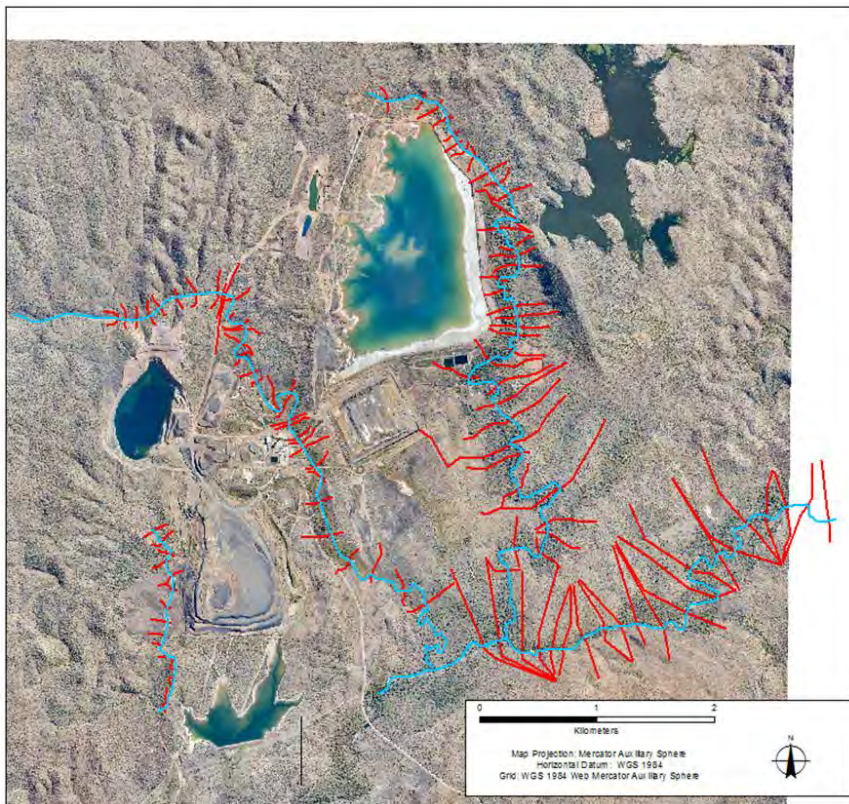 0 1 2
Kilometers
Map Projection: Mercator Auxiliary Sphere
Horizontal Datum: WGS 1984
Grid: WGS 1984 Web Mercator Auxiliary Sphere
N